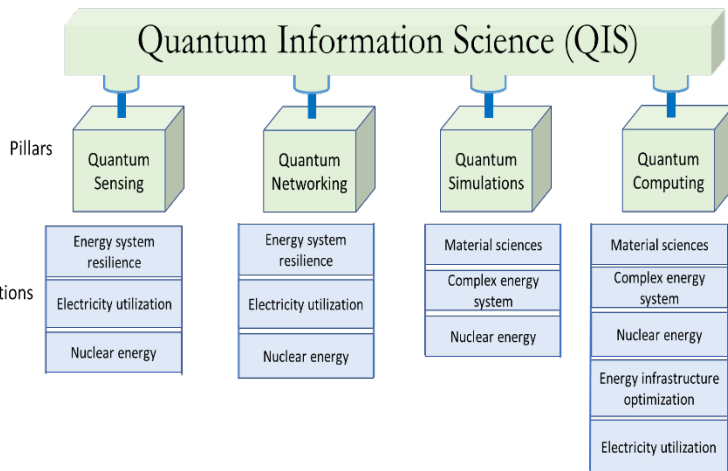 Quantum Information Science (QIS)
Pillars
Quantum
Sensing
Quantum
Networking
Quantum
Simulations
Quantum
Computing
tions
Energy system
resilience
Electricity utilization
Nuclear energy
Energy system
resilience
Electricity utilization
Nuclear energy
Material sciences
Complex energy
system
Nuclear energy
Material sciences
Complex energy
system
Nuclear energy
Energy infrastructure
optimization
Electricity utilization